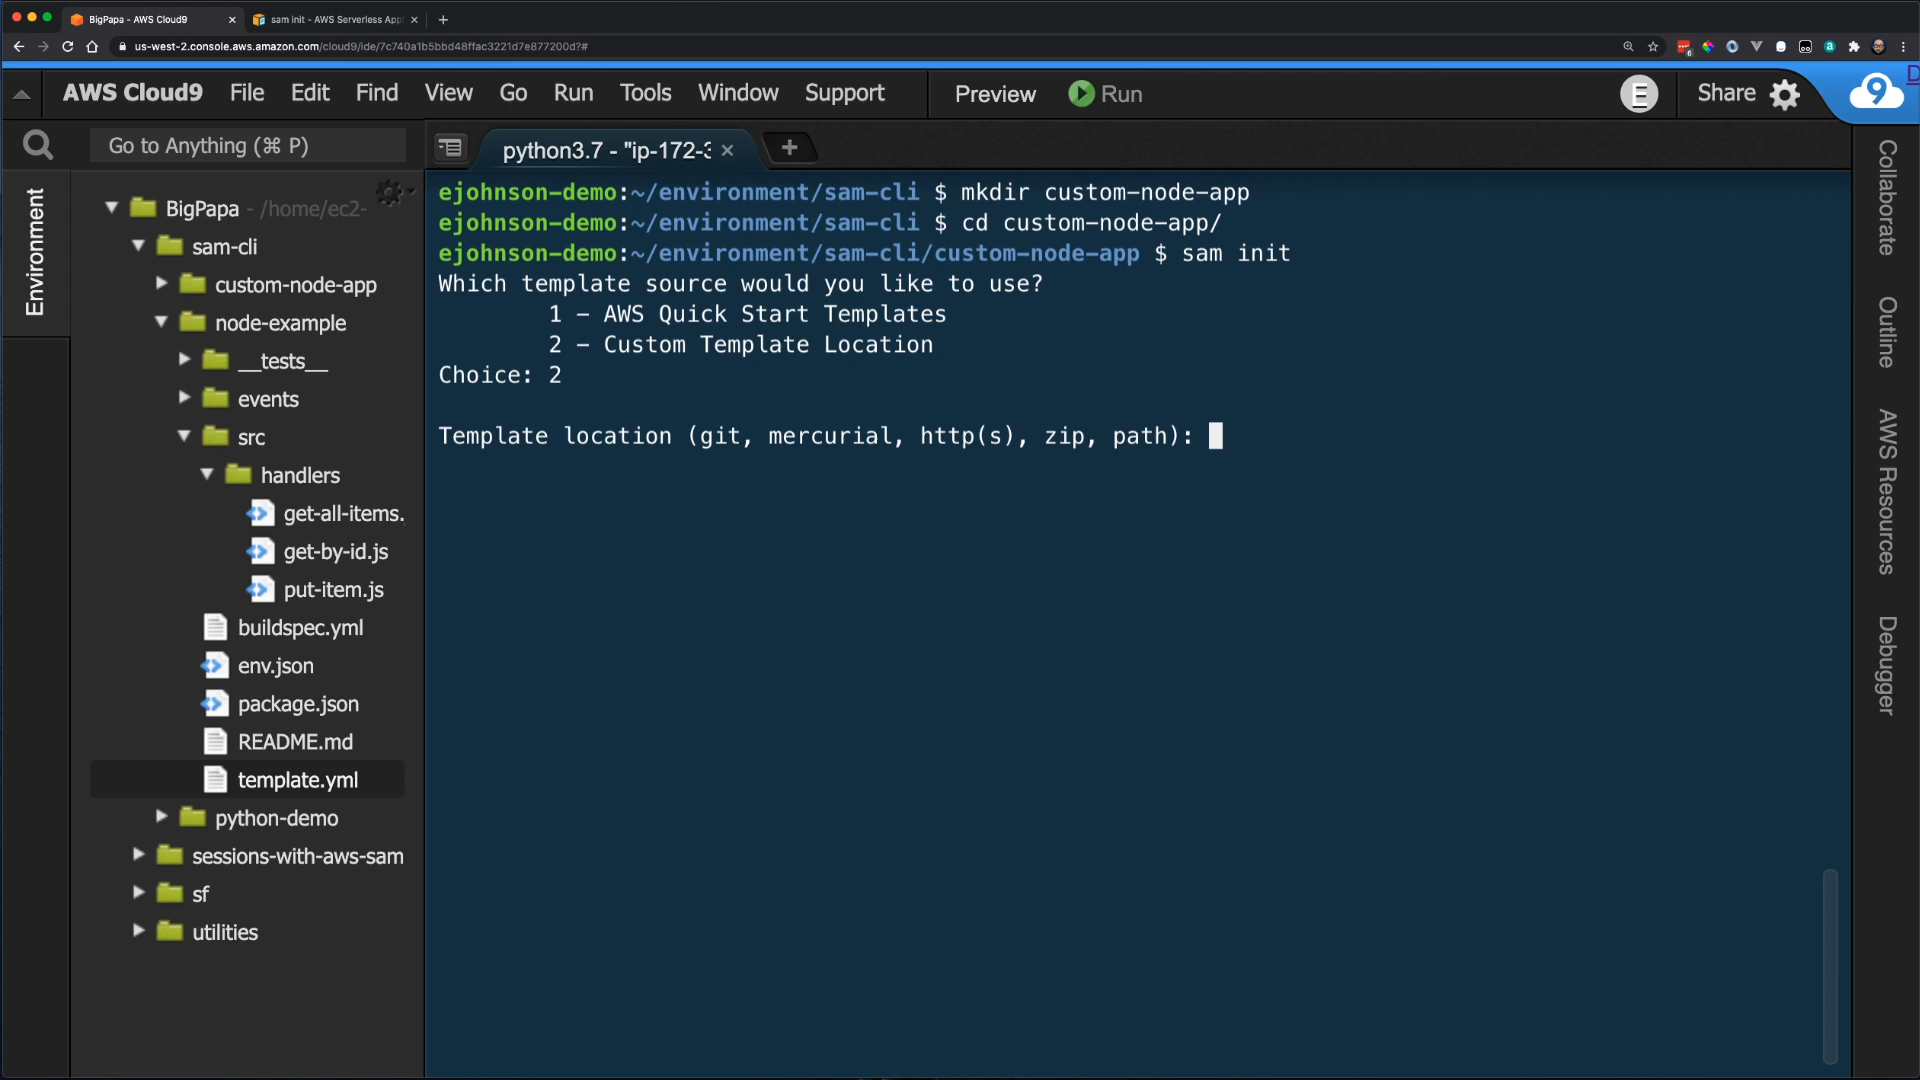 BigPapa - AWS Cloud9
sam init - AWS Serverless Appl
us-west-2.console.aws.amazon.com/cloud9/ide/7c740a1b5bbd48ffac3221d7e877200d?#
AWS Cloud9 File Edit Find View Go Run Tools Window Support Preview Run E Share 9
Go to Anything (⌘ P)
python3.7 - "ip-172-3
Environment
BigPapa - /home/ec2-
sam-cli
custom-node-app
node-example
__tests__
events
src
handlers
get-all-items.
get-by-id.js
put-item.js
buildspec.yml
env.json
package.json
README.md
template.yml
python-demo
sessions-with-aws-sam
sf
utilities
ejohnson-demo:~/environment/sam-cli $ mkdir custom-node-app
ejohnson-demo:~/environment/sam-cli $ cd custom-node-app/
ejohnson-demo:~/environment/sam-cli/custom-node-app $ sam init
Which template source would you like to use?
1 - AWS Quick Start Templates
2 - Custom Template Location
Choice: 2
Template location (git, mercurial, http(s), zip, path):
Collaborate
Outline
AWS Resources
Debugger